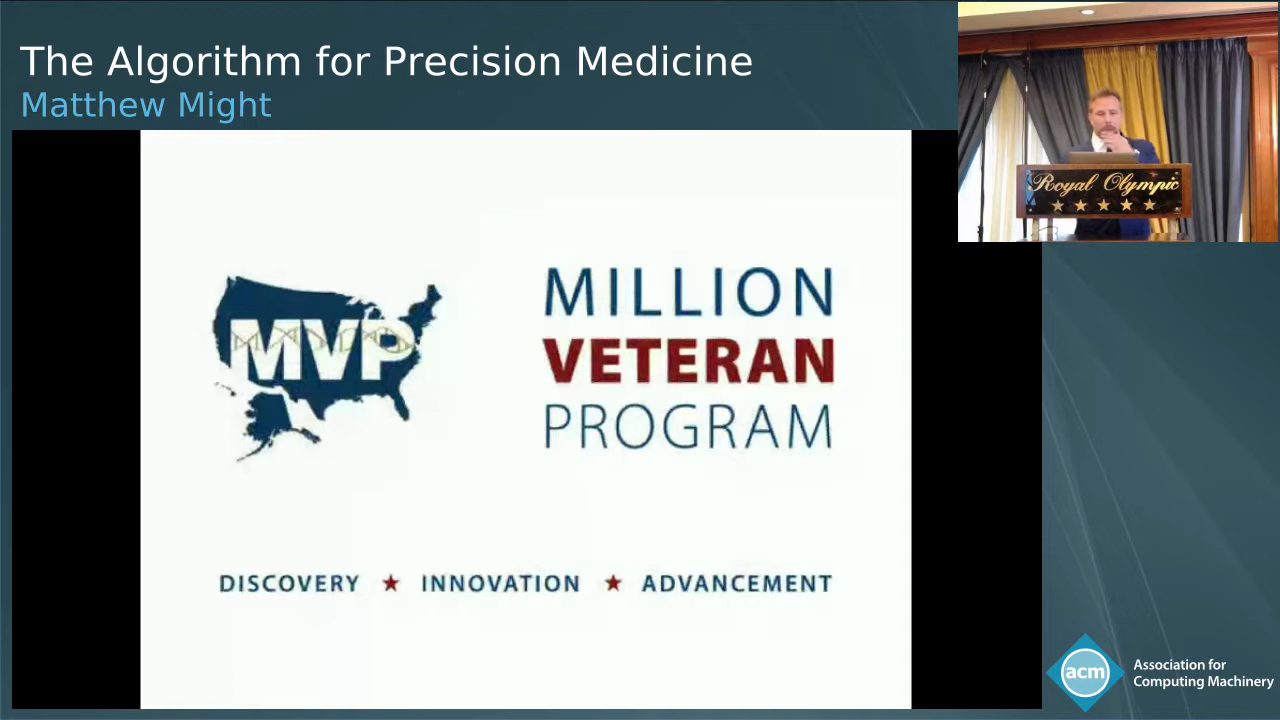 The Algorithm for Precision Medicine
Matthew Might
Royal Olympic
MVP
MILLION
VETERAN
PROGRAM
DISCOVERY ★ INNOVATION ★ ADVANCEMENT
acm
Association for
Computing Machinery